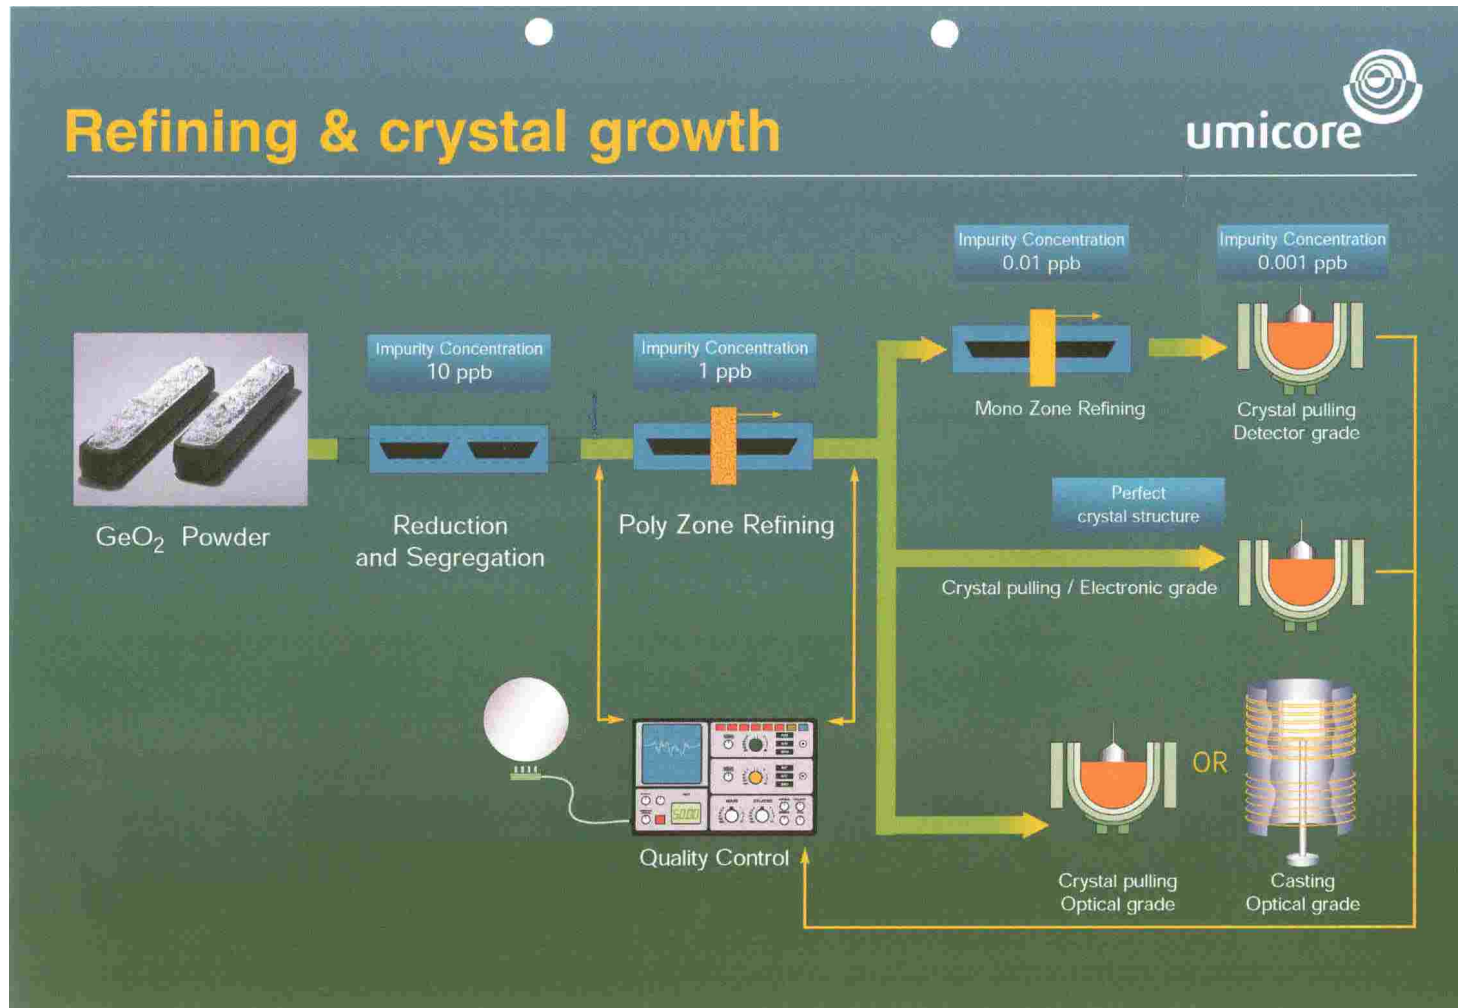 Refining & crystal growth
umicore
Impurity Concentration
0.01 ppb
Impurity Concentration
0.001 ppb
Impurity Concentration
10 ppb
Impurity Concentration
1 ppb
Mono Zone Refining
Crystal pulling
Detector grade
GeO₂ Powder
Reduction
and Segregation
Poly Zone Refining
Perfect
crystal structure
Crystal pulling / Electronic grade
OR
5000
Quality Control
Crystal pulling
Optical grade
Casting
Optical grade